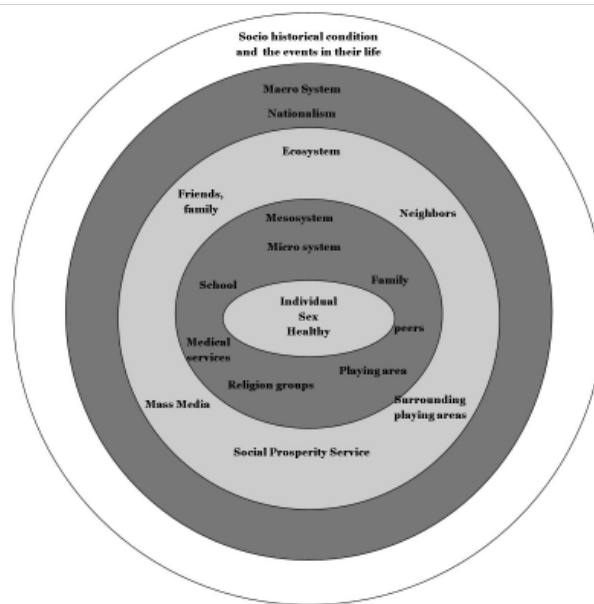 Socio historical condition
and the events in their life
Macro System
Nationalism
Ecosystem
Friends,
family
Neighbors
Mesosystem
Micro system
School
Family
Individual
Sex
Healthy
peers
Medical
services
Playing area
Religion groups
Mass Media
Surrounding
playing areas
Social Prosperity Service